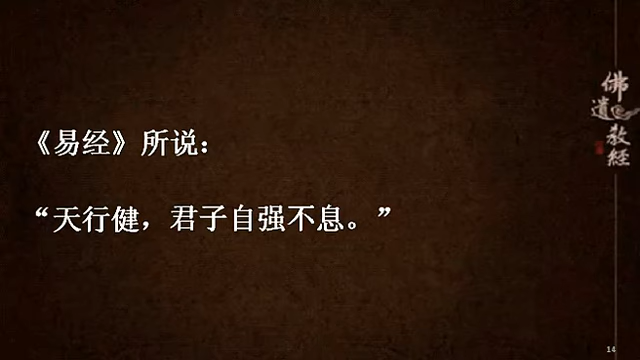 《易经》所说：
“天行健，君子自强不息。”
佛遗教经
14